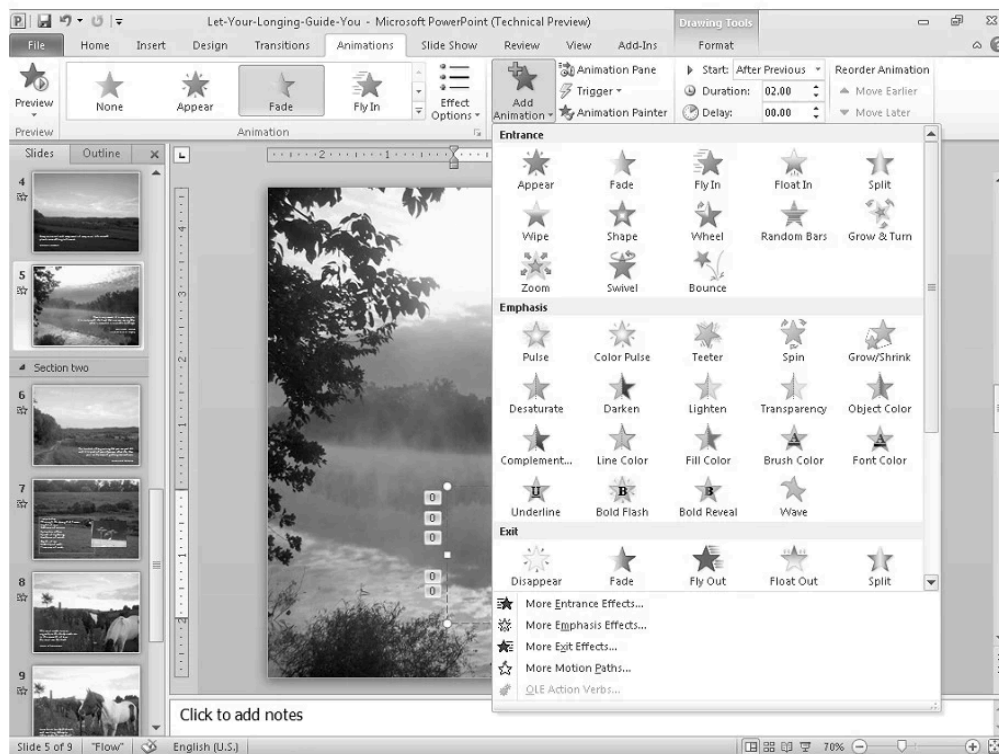 Let-Your-Longing-Guide-You - Microsoft PowerPoint (Technical Preview)
Drawing Tools
File Home Insert Design Transitions Animations Slide Show Review View Add-Ins Format
Preview
None Appear Fade Fly In
Effect Options
Add Animation
Animation Pane
Trigger
Animation Painter
Start: After Previous
Duration: 02.00
Delay: 00.00
Reorder Animation
Move Earlier
Move Later
Preview Animation
Slides Outline
2 1
Entrance
Appear Fade Fly In Float In Split
Wipe Shape Wheel Random Bars Grow & Turn
Zoom Swivel Bounce
Emphasis
Pulse Color Pulse Teeter Spin Grow/Shrink
Desaturate Darken Lighten Transparency Object Color
Complement... Line Color Fill Color Brush Color Font Color
Underline Bold Flash Bold Reveal Wave
Exit
Disappear Fade Fly Out Float Out Split
More Entrance Effects...
More Emphasis Effects...
More Exit Effects...
More Motion Paths...
OLE Action Verbs...
4
5
Section two
6
7
8
9
0
0
0
0
0
Click to add notes
Slide 5 of 9 "Flow" English (U.S.) 70%